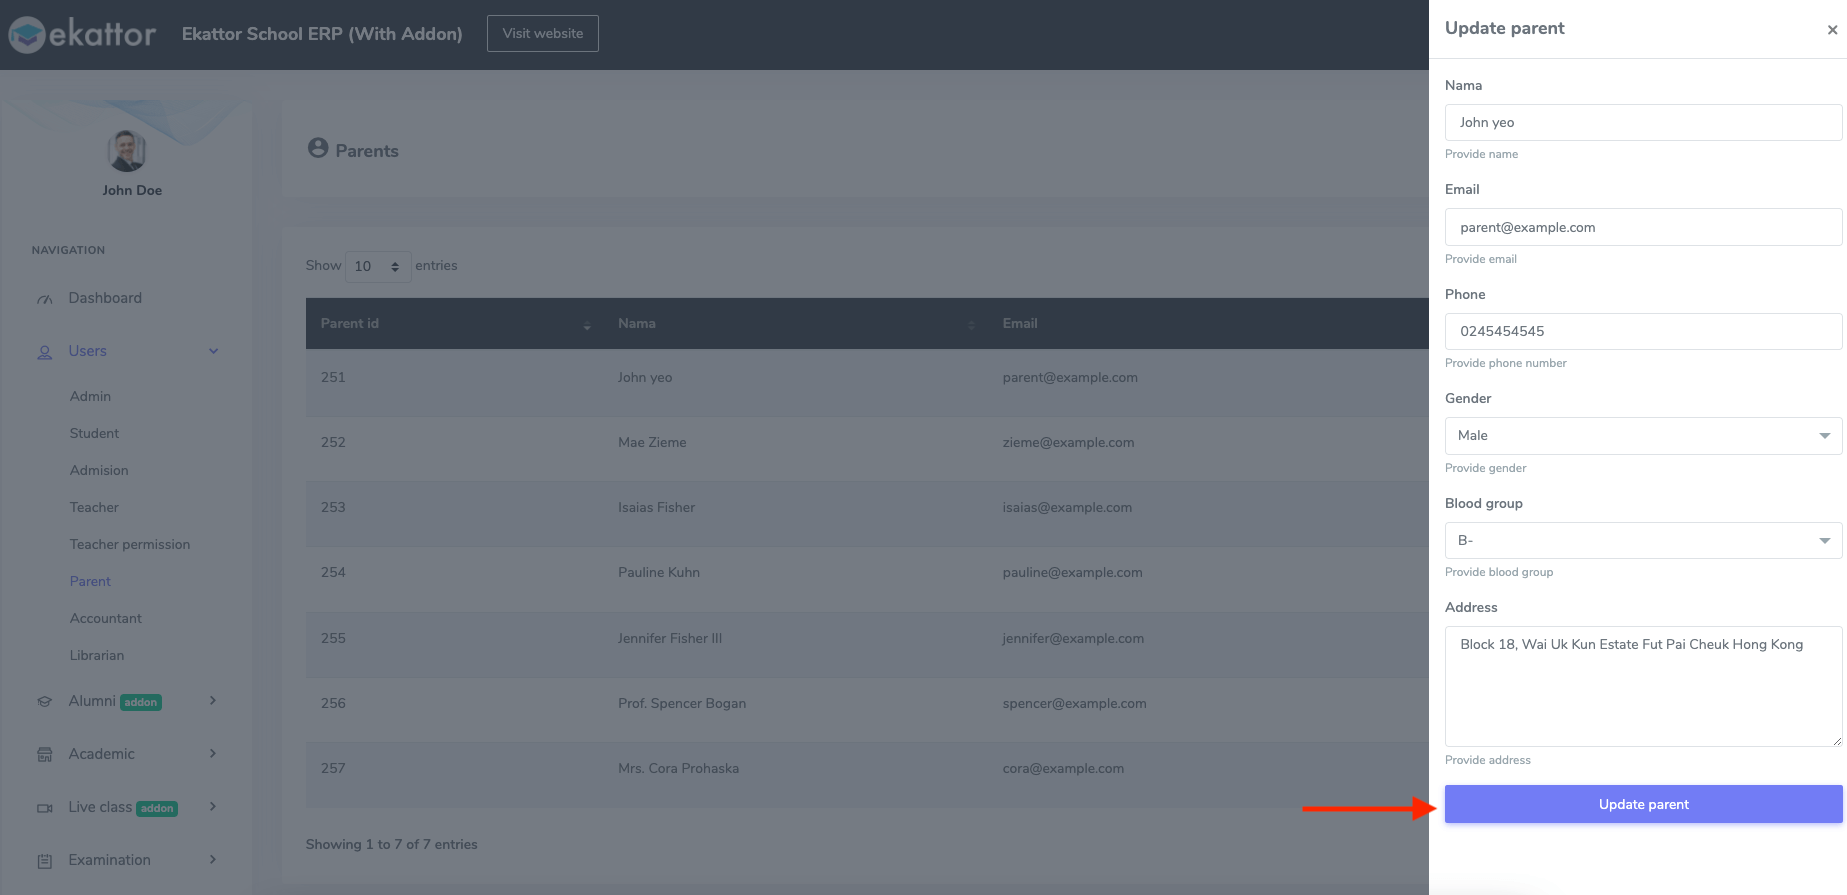 ekattor Ekattor School ERP (With Addon) Visit website
John Doe
NAVIGATION
Dashboard
Users
Admin
Student
Admision
Teacher
Teacher permission
Parent
Accountant
Librarian
Alumni addon
Academic
Live class addon
Examination
Parents
Show 10 entries
Parent id Nama Email
251 John yeo parent@example.com
252 Mae Zieme zieme@example.com
253 Isaias Fisher isaias@example.com
254 Pauline Kuhn pauline@example.com
255 Jennifer Fisher III jennifer@example.com
256 Prof. Spencer Bogan spencer@example.com
257 Mrs. Cora Prohaska cora@example.com
Showing 1 to 7 of 7 entries
Update parent ×
Nama
John yeo
Provide name
Email
parent@example.com
Provide email
Phone
0245454545
Provide phone number
Gender
Male
Provide gender
Blood group
B-
Provide blood group
Address
Block 18, Wai Uk Kun Estate Fut Pai Cheuk Hong Kong
Provide address
Update parent